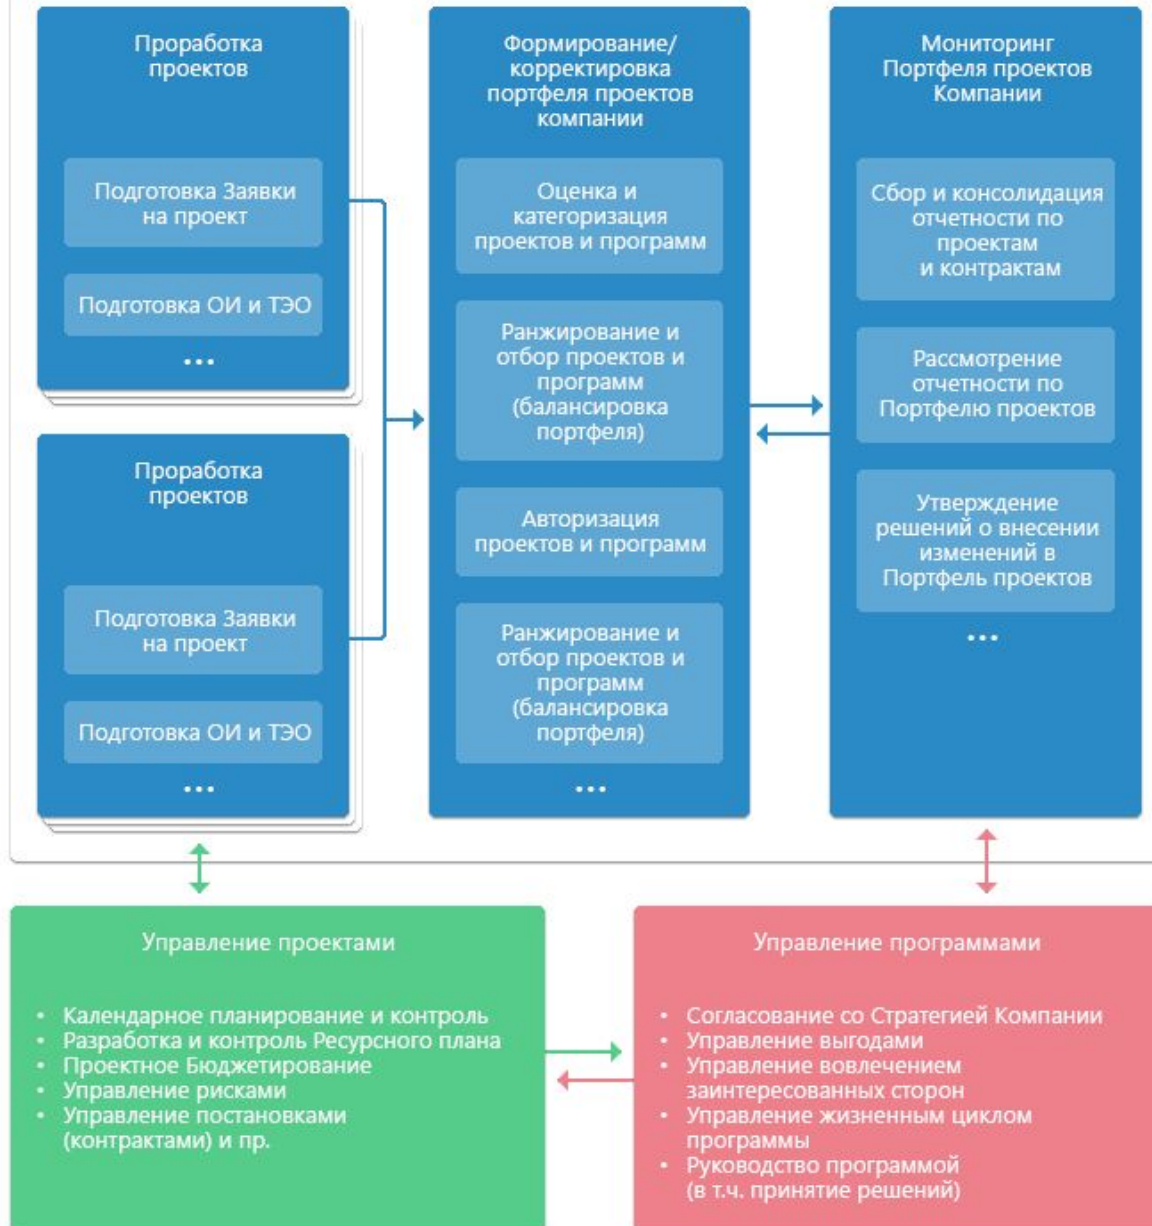 Проработка
проектов
Подготовка Заявки
на проект
Подготовка ОИ и ТЭО
...
Проработка
проектов
Подготовка Заявки
на проект
Подготовка ОИ и ТЭО
...
Формирование/
корректировка
портфеля проектов
компании
Оценка и
категоризация
проектов и программ
Ранжирование и
отбор проектов и
программ
(балансировка
портфеля)
Авторизация
проектов и программ
Ранжирование и
отбор проектов и
программ
(балансировка
портфеля)
...
Мониторинг
Портфеля проектов
Компании
Сбор и консолидация
отчетности по
проектам
и контрактам
Рассмотрение
отчетности по
Портфелю проектов
Утверждение
решений о внесении
изменений в
Портфель проектов
...
Управление проектами
• Календарное планирование и контроль
• Разработка и контроль Ресурсного плана
• Проектное Бюджетирование
• Управление рисками
• Управление постановками
(контрактами) и пр.
Управление программами
• Согласование со Стратегией Компании
• Управление выгодами
• Управление вовлечением
заинтересованных сторон
• Управление жизненным циклом
программы
• Руководство программой
(в т.ч. принятие решений)